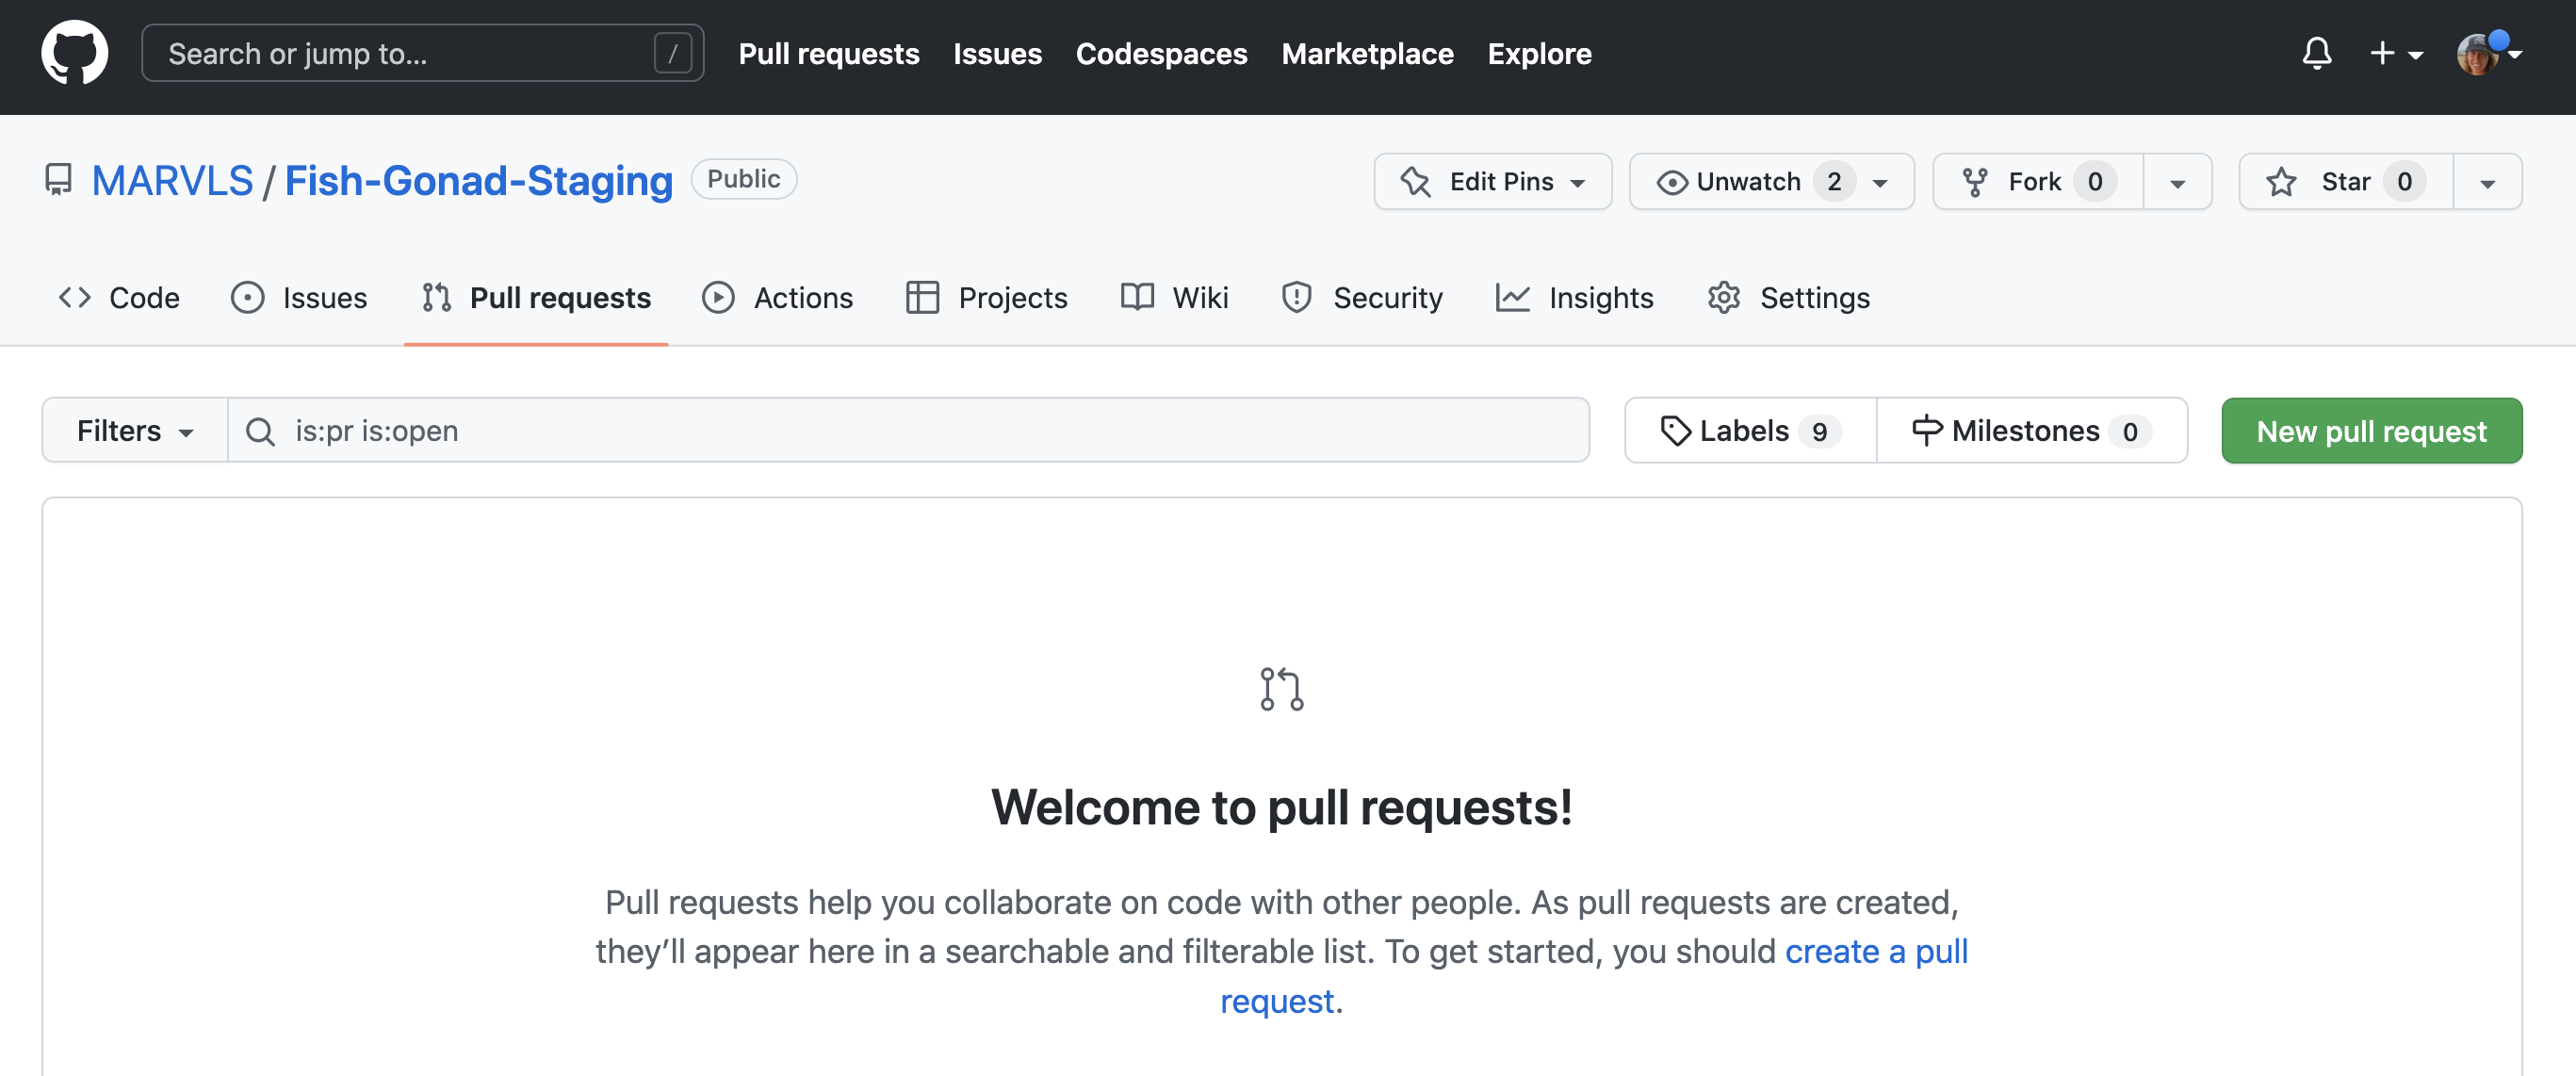 Search or jump to... / Pull requests Issues Codespaces Marketplace Explore
MARVLS / Fish-Gonad-Staging Public Edit Pins Unwatch 2 Fork 0 Star 0
Code Issues Pull requests Actions Projects Wiki Security Insights Settings
Filters is:pr is:open Labels 9 Milestones 0 New pull request
Welcome to pull requests!
Pull requests help you collaborate on code with other people. As pull requests are created,
they’ll appear here in a searchable and filterable list. To get started, you should create a pull
request.